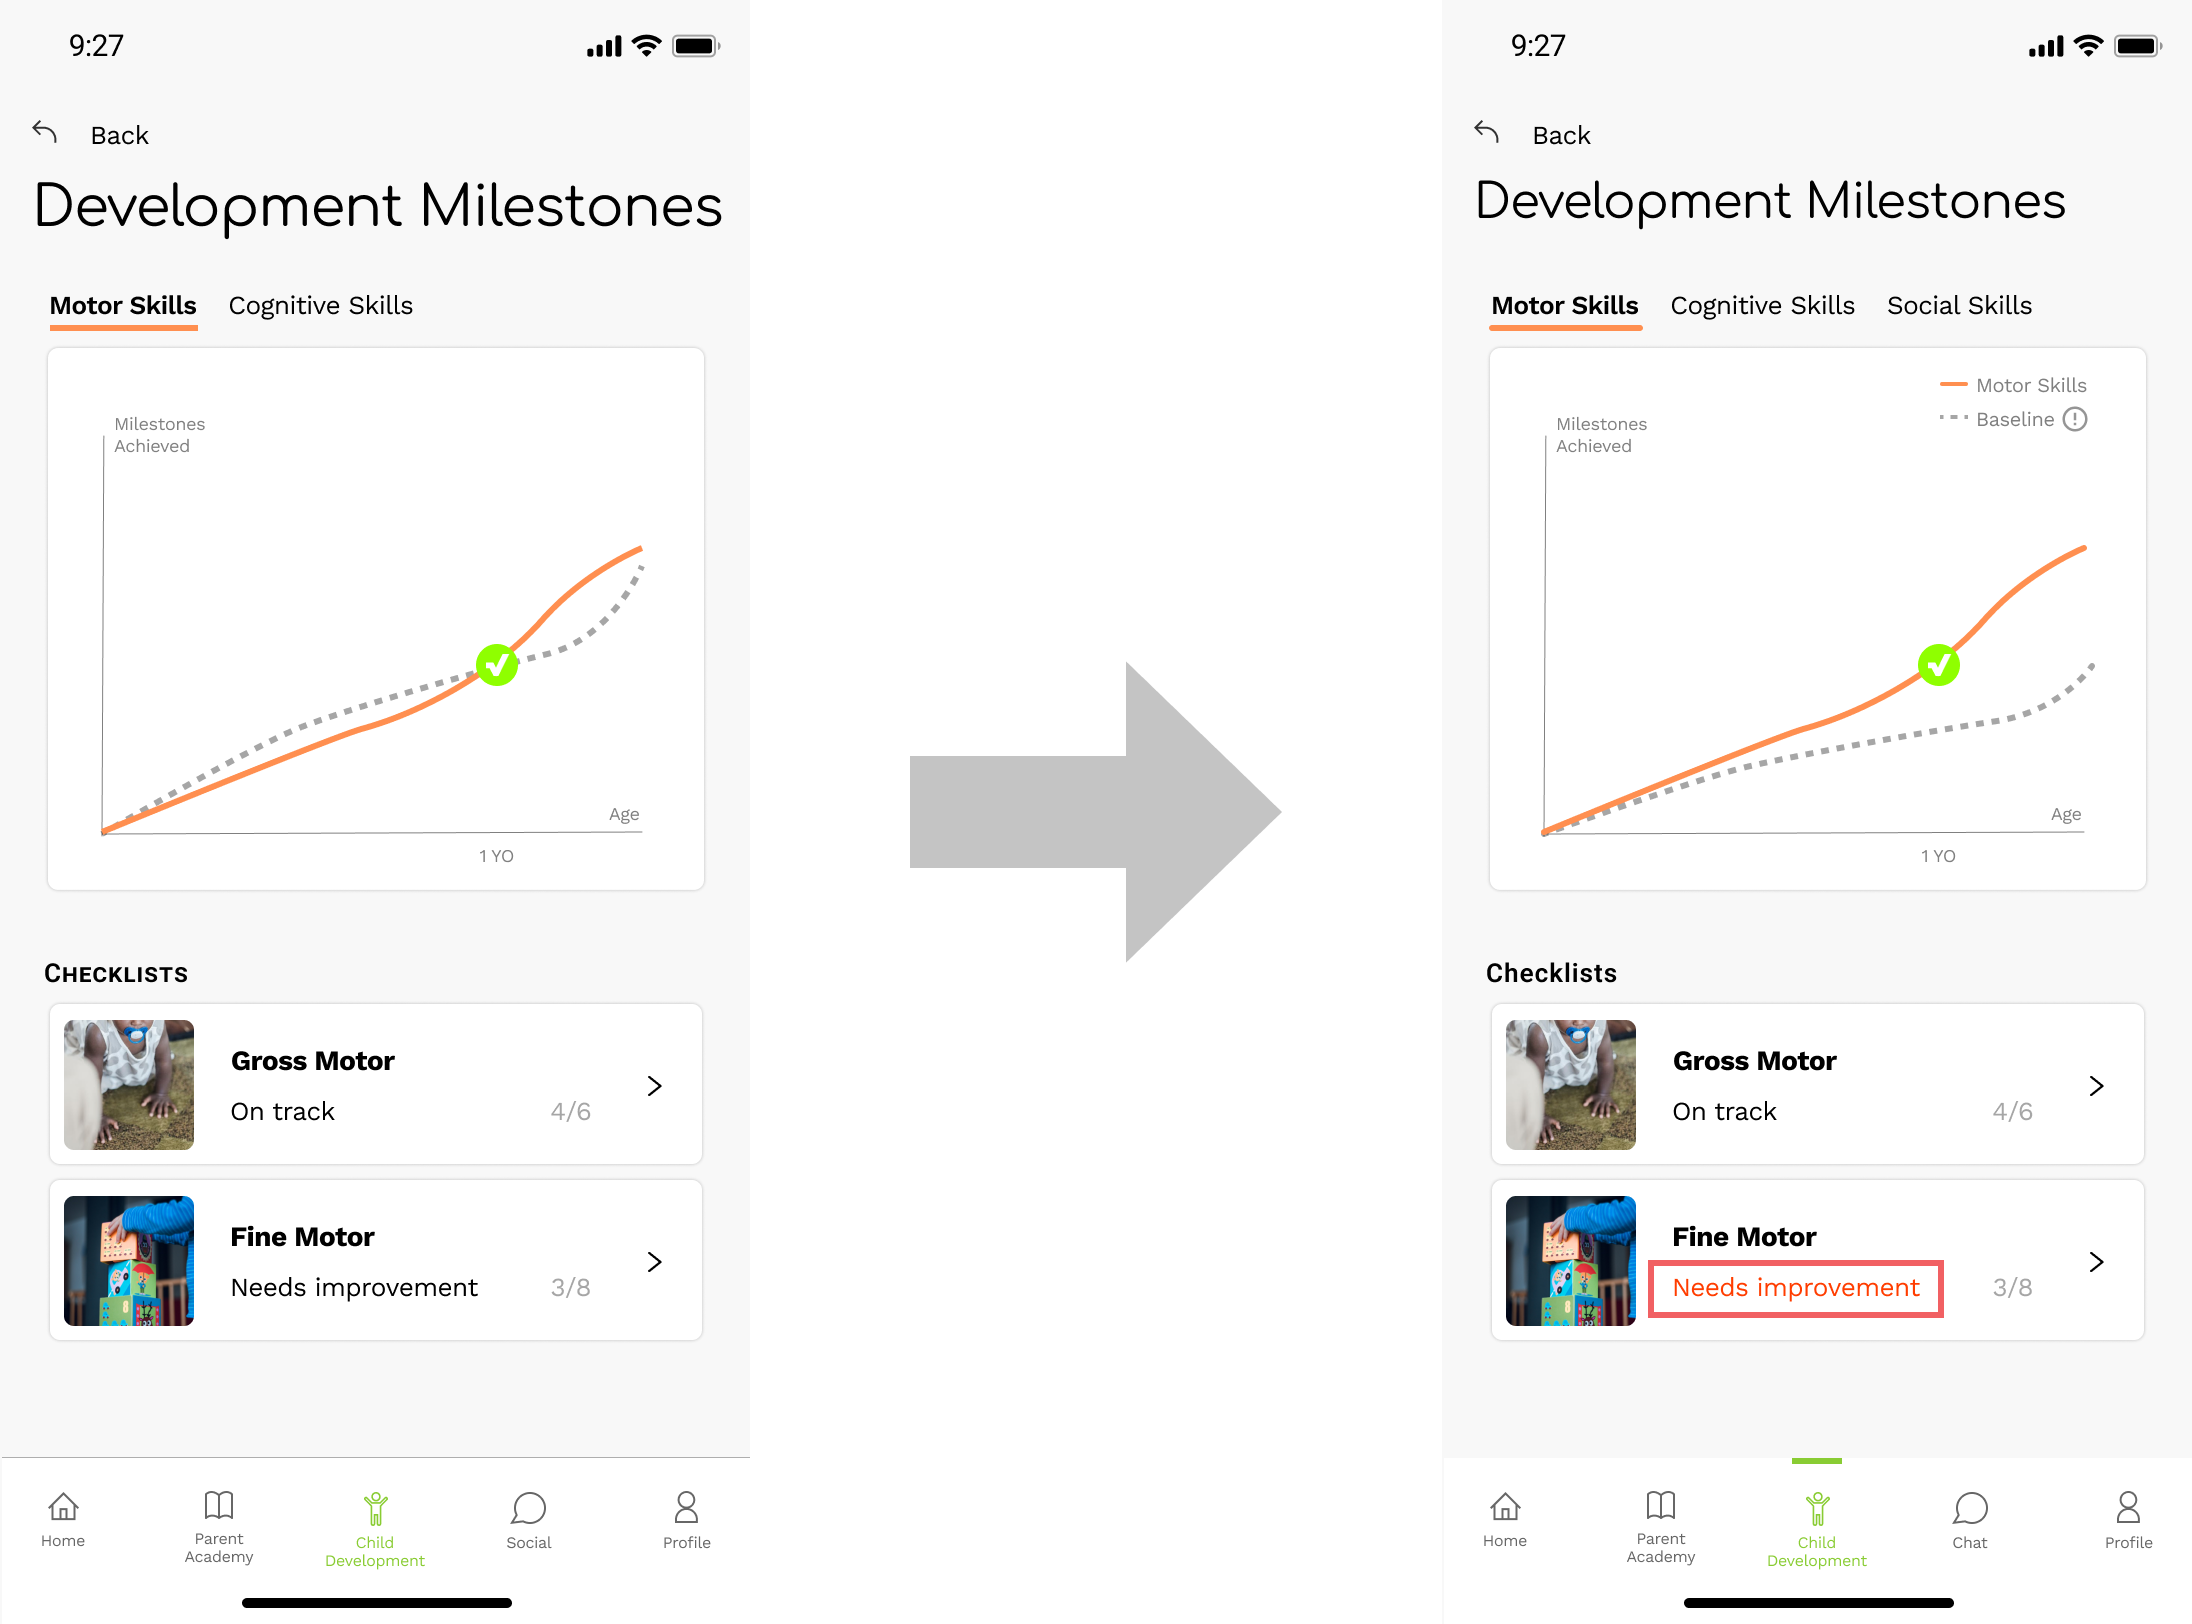 9:27
Back
Development Milestones
Motor Skills
Cognitive Skills
Milestones
Achieved
Age
1 YO
CHECKLISTS
Gross Motor
On track
4/6
Fine Motor
Needs improvement
3/8
Home
Parent
Academy
Child
Development
Social
Profile
9:27
Back
Development Milestones
Motor Skills
Cognitive Skills
Social Skills
Motor Skills
Baseline
Milestones
Achieved
Age
1 YO
Checklists
Gross Motor
On track
4/6
Fine Motor
Needs improvement
3/8
Home
Parent
Academy
Child
Development
Chat
Profile